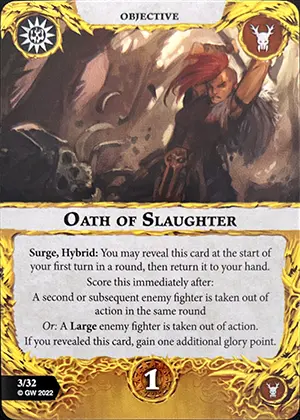 OBJECTIVE
OATH OF SLAUGHTER
Surge, Hybrid: You may reveal this card at the start
of your first turn in a round, then return it to your hand.
Score this immediately after:
A second or subsequent enemy fighter is taken out of
action in the same round
Or: A Large enemy fighter is taken out of action.
If you revealed this card, gain one additional glory point.
3/32
© GW 2022
1